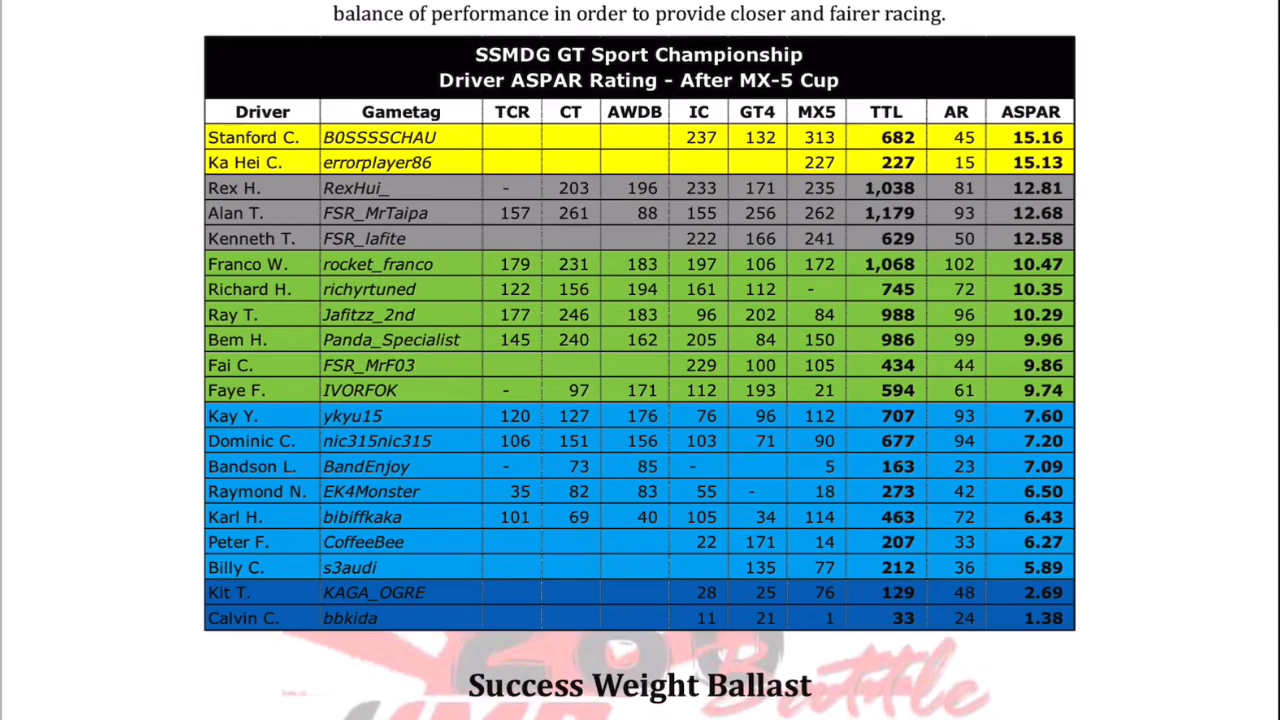 balance of performance in order to provide closer and fairer racing.
SSMDG GT Sport Championship
Driver ASPAR Rating - After MX-5 Cup
Driver Gametag TCR CT AWDB IC GT4 MX5 TTL AR ASPAR
Stanford C. B0SSSSCHAU 237 132 313 682 45 15.16
Ka Hei C. errorplayer86 227 227 15 15.13
Rex H. RexHui_ - 203 196 233 171 235 1,038 81 12.81
Alan T. FSR_MrTaipa 157 261 88 155 256 262 1,179 93 12.68
Kenneth T. FSR_lafite 222 166 241 629 50 12.58
Franco W. rocket_franco 179 231 183 197 106 172 1,068 102 10.47
Richard H. richyrtuned 122 156 194 161 112 - 745 72 10.35
Ray T. Jafitzz_2nd 177 246 183 96 202 84 988 96 10.29
Bem H. Panda_Specialist 145 240 162 205 84 150 986 99 9.96
Fai C. FSR_MrF03 229 100 105 434 44 9.86
Faye F. IVORFOK - 97 171 112 193 21 594 61 9.74
Kay Y. ykyu15 120 127 176 76 96 112 707 93 7.60
Dominic C. nic315nic315 106 151 156 103 71 90 677 94 7.20
Bandson L. BandEnjoy - 73 85 - 5 163 23 7.09
Raymond N. EK4Monster 35 82 83 55 - 18 273 42 6.50
Karl H. bibiffkaka 101 69 40 105 34 114 463 72 6.43
Peter F. CoffeeBee 22 171 14 207 33 6.27
Billy C. s3audi 135 77 212 36 5.89
Kit T. KAGA_OGRE 28 25 76 129 48 2.69
Calvin C. bbkida 11 21 1 33 24 1.38
Success Weight Ballast